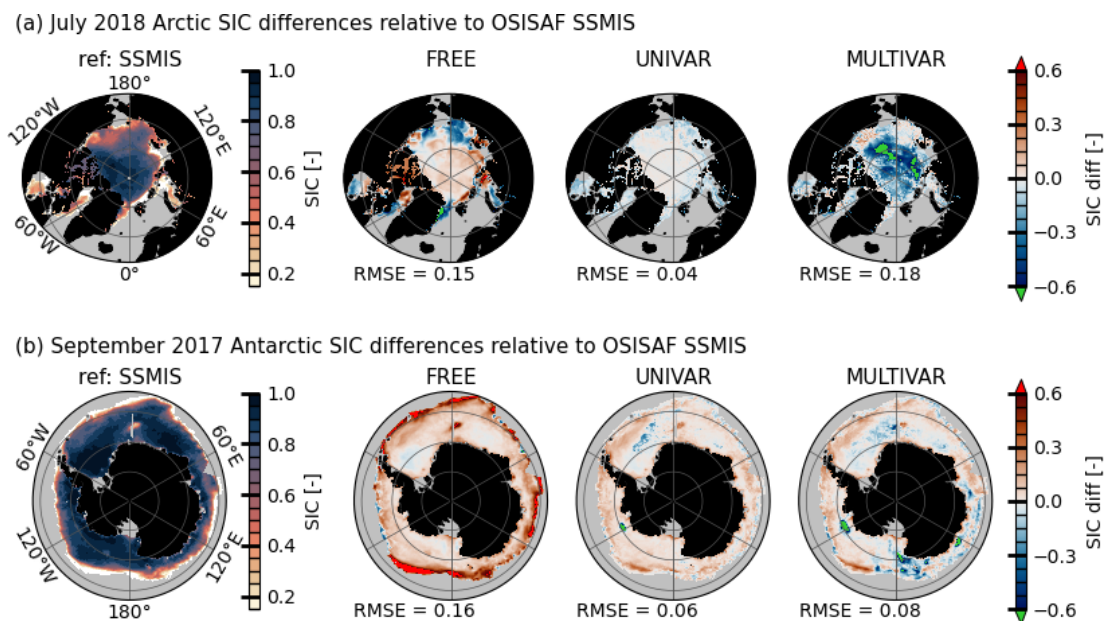 (a) July 2018 Arctic SIC differences relative to OSISAF SSMIS
ref: SSMIS
FREE
UNIVAR
MULTIVAR
180°
120°W
120°E
60°W
60°E
0°
1.0
0.8
0.6
0.4
0.2
SIC [-]
RMSE = 0.15
RMSE = 0.04
RMSE = 0.18
0.6
0.3
0.0
−0.3
−0.6
SIC diff [-]
(b) September 2017 Antarctic SIC differences relative to OSISAF SSMIS
ref: SSMIS
FREE
UNIVAR
MULTIVAR
0°
60°W
60°E
120°W
120°E
180°
1.0
0.8
0.6
0.4
0.2
SIC [-]
RMSE = 0.16
RMSE = 0.06
RMSE = 0.08
0.6
0.3
0.0
−0.3
−0.6
SIC diff [-]